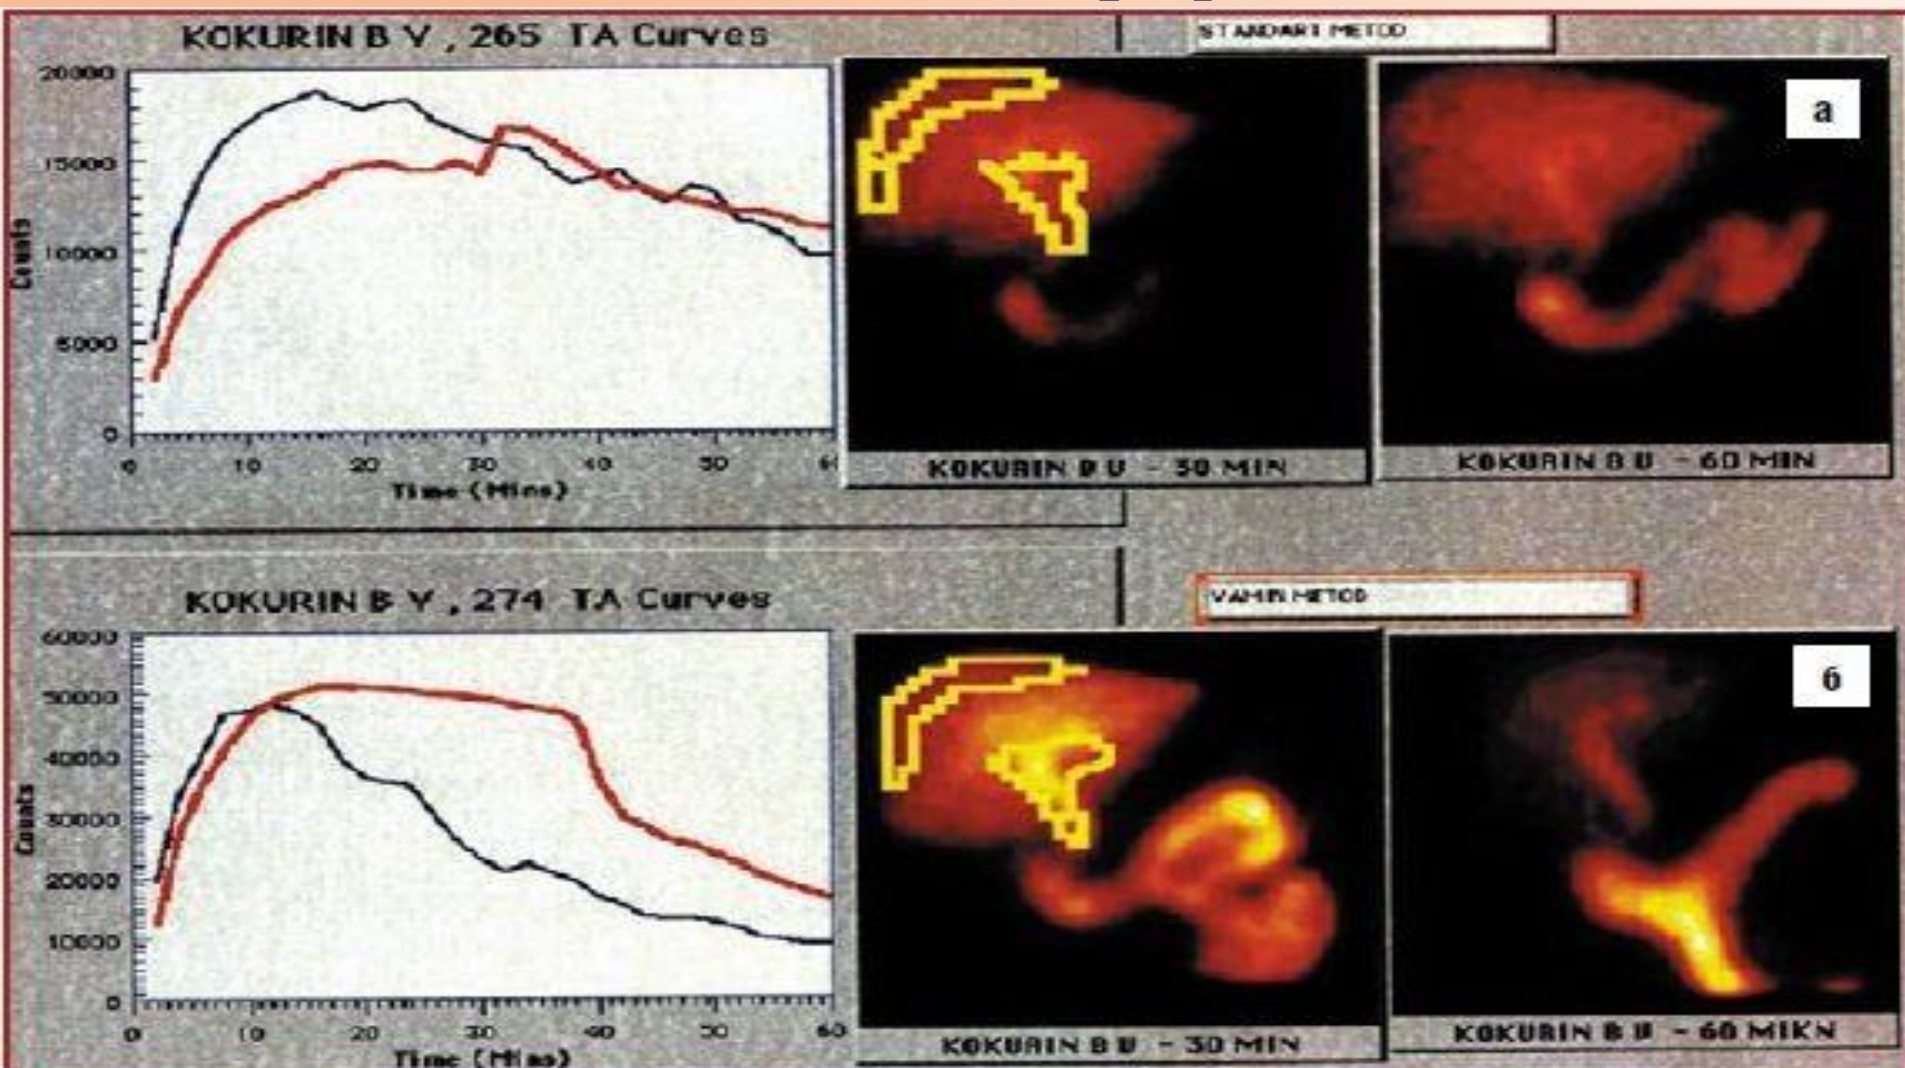 KOKURIN B V , 265 TA Curves
STANDART METOD
20000
15000
10000
5000
0
Counts
0 10 20 30 40 50
Time (Mins)
a
KOKURIN B U - 30 MIN
KOKURIN B U - 60 MIN
KOKURIN B V , 274 TA Curves
VAMIN METOD
60000
50000
40000
30000
20000
10000
0
Counts
0 10 20 30 40 50 60
Time (Mins)
б
KOKURIN B U - 30 MIN
KOKURIN B U - 60 MIKN